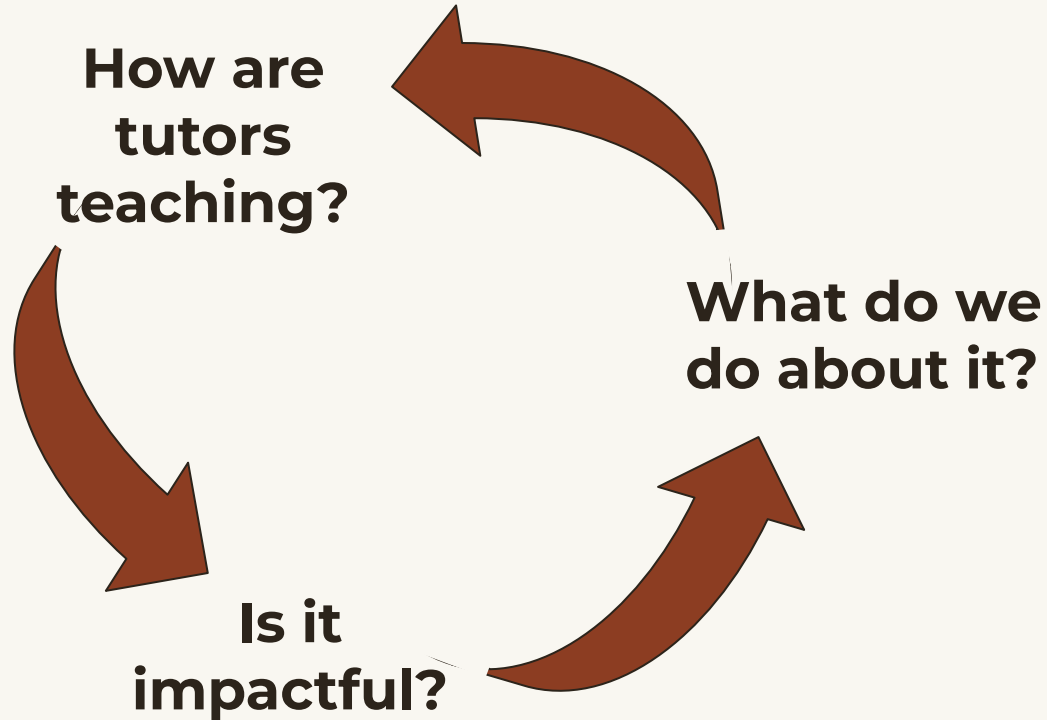 How are
tutors
teaching?
What do we
do about it?
Is it
impactful?